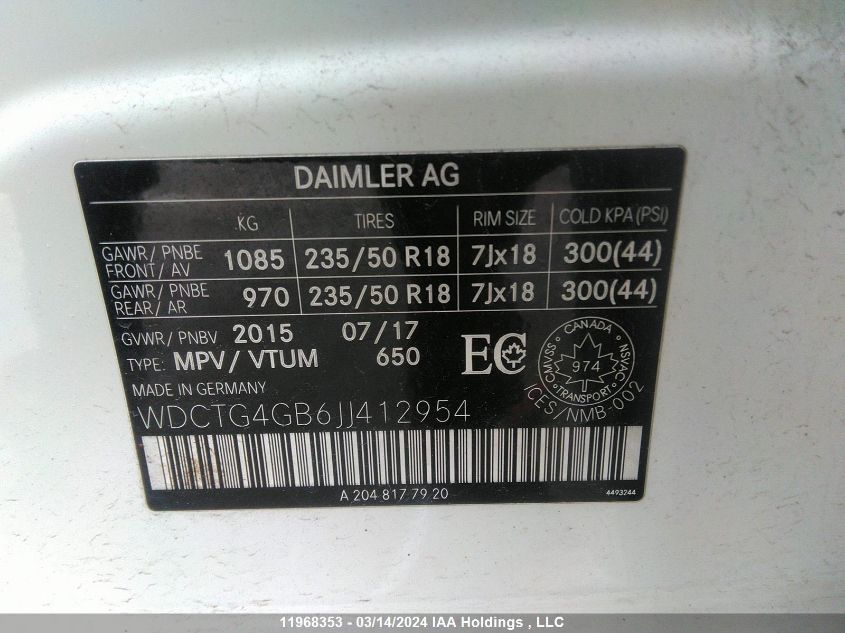 DAIMLER AG
KG TIRES RIM SIZE COLD KPA (PSI)
GAWR / PNBE FRONT / AV 1085 235/50 R18 7Jx18 300(44)
GAWR / PNBE REAR / AR 970 235/50 R18 7Jx18 300(44)
GVWR / PNBV 2015 07/17
TYPE: MPV / VTUM 650
EC
CANADA
CMVSS 974 NSVAC
TRANSPORT
ICES/NMB-002
MADE IN GERMANY
WDCTG4GB6JJ412954
A 204 817 79 20 4493244
11968353 - 03/14/2024 IAA Holdings , LLC